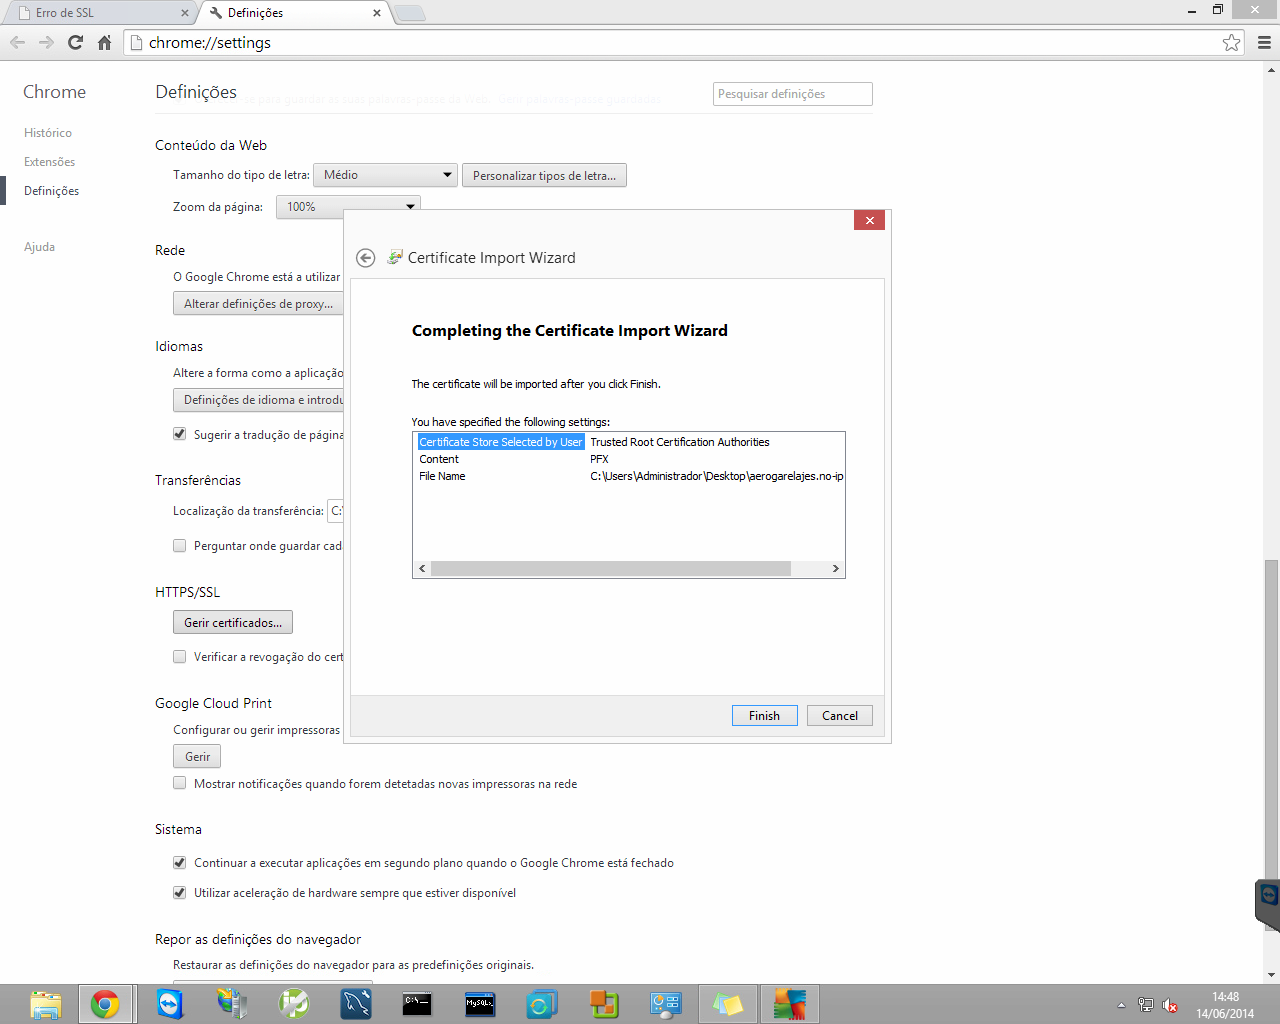 Erro de SSL
Definições
chrome://settings
Chrome
Definições
Pesquisar definições
Histórico
Extensões
Definições
Ajuda
Conteúdo da Web
Tamanho do tipo de letra:
Médio
Personalizar tipos de letra...
Zoom da página:
100%
Rede
O Google Chrome está a utilizar
Alterar definições de proxy...
Idiomas
Altere a forma como a aplicação
Definições de idioma e introdu
Sugerir a tradução de página
Transferências
Localização da transferência:
C:
Perguntar onde guardar cad
HTTPS/SSL
Gerir certificados...
Verificar a revogação do cert
Google Cloud Print
Configurar ou gerir impressoras
Gerir
Mostrar notificações quando forem detetadas novas impressoras na rede
Sistema
Continuar a executar aplicações em segundo plano quando o Google Chrome está fechado
Utilizar aceleração de hardware sempre que estiver disponível
Repor as definições do navegador
Restaurar as definições do navegador para as predefinições originais.
Certificate Import Wizard
Completing the Certificate Import Wizard
The certificate will be imported after you click Finish.
You have specified the following settings:
Certificate Store Selected by User Trusted Root Certification Authorities
Content PFX
File Name C:\Users\Administrador\Desktop\aerogarelajes.no-ip
Finish
Cancel
C:\_
MySQL
14:48
14/06/2014